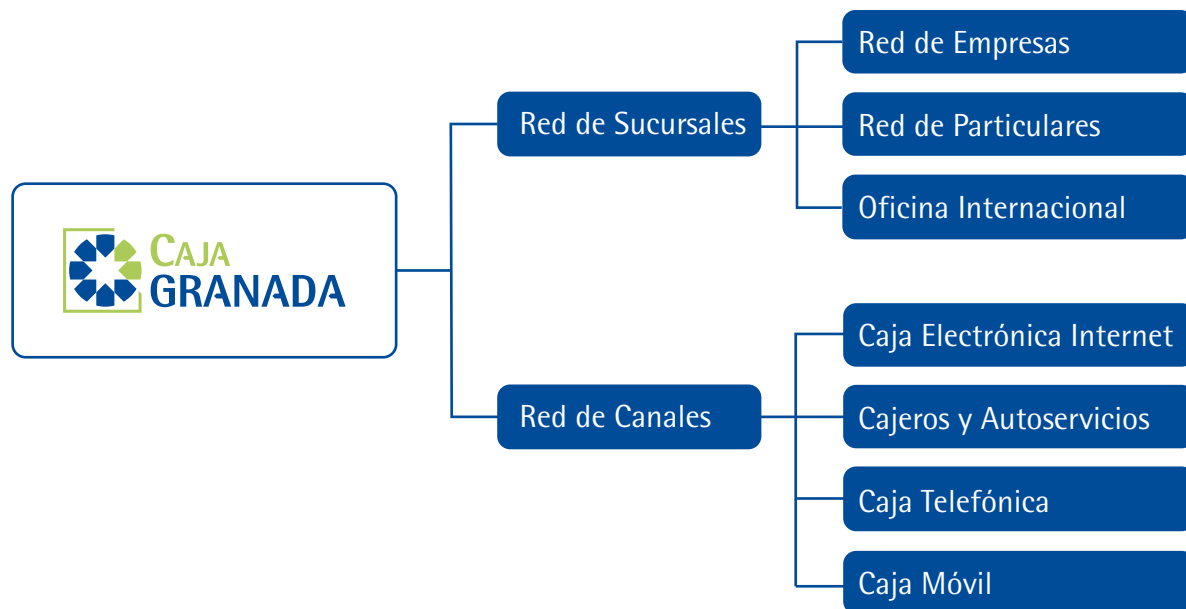 CAJA
GRANADA
Red de Sucursales
Red de Empresas
Red de Particulares
Oficina Internacional
Red de Canales
Caja Electrónica Internet
Cajeros y Autoservicios
Caja Telefónica
Caja Móvil